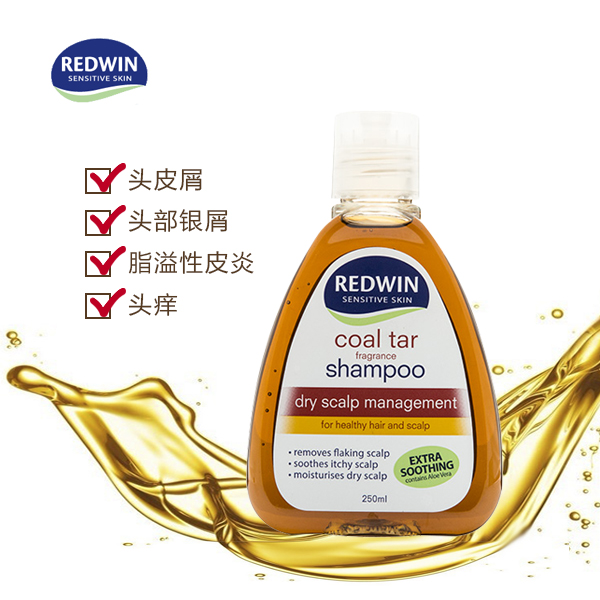 REDWIN
SENSITIVE SKIN
头皮屑
头部银屑
脂溢性皮炎
头痒
REDWIN
SENSITIVE SKIN
coal tar
fragrance
shampoo
dry scalp management
for healthy hair and scalp
• removes flaking scalp
• soothes itchy scalp
• moisturises dry scalp
EXTRA
SOOTHING
contains Aloe Vera
250ml